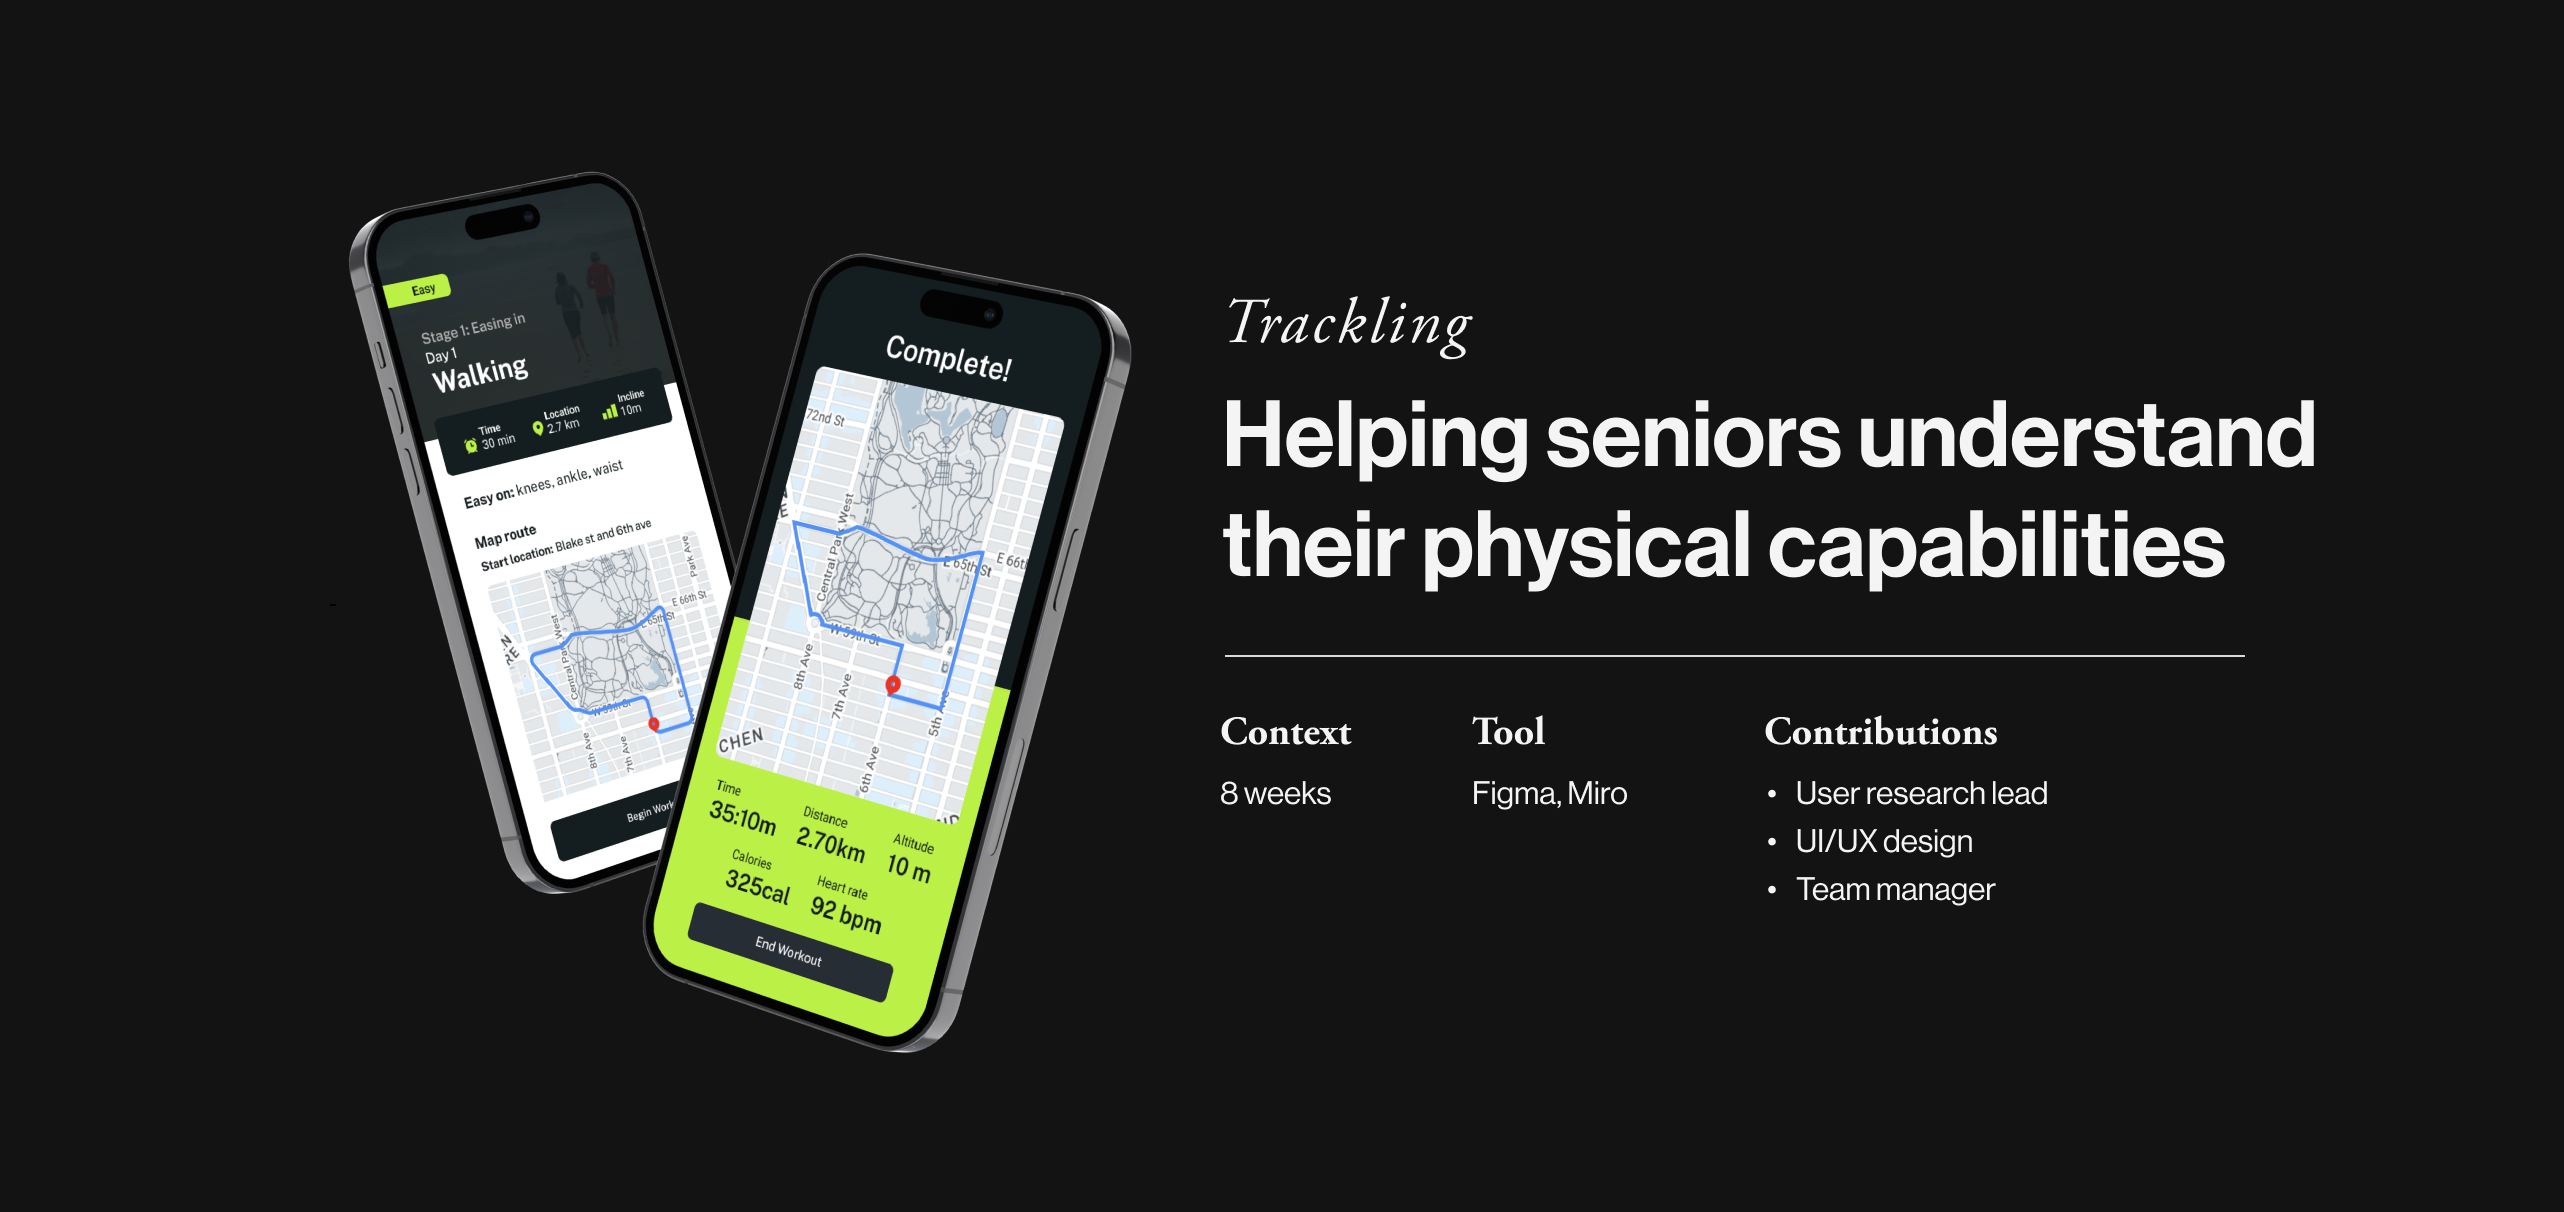 Easy
Stage 1: Easing in
Day 1
Walking
Time
30 min
Location
2.7 km
Incline
10m
Easy on: knees, ankle, waist
Map route
Start location: Blake st and 6th ave
Park Ave
E 66th St
E 65th St
Central Park West
W 59th St
8th Ave
7th Ave
Begin Work
Complete!
72nd St
Central Park West
E 65th St
E 66th
W 59th St
8th Ave
7th Ave
6th Ave
5th Ave
CHEN
Time
35:10m
Distance
2.70km
Altitude
10 m
Calories
325cal
Heart rate
92 bpm
End Workout
Trackling
Helping seniors understand
their physical capabilities
Context
8 weeks
Tool
Figma, Miro
Contributions
• User research lead
• UI/UX design
• Team manager